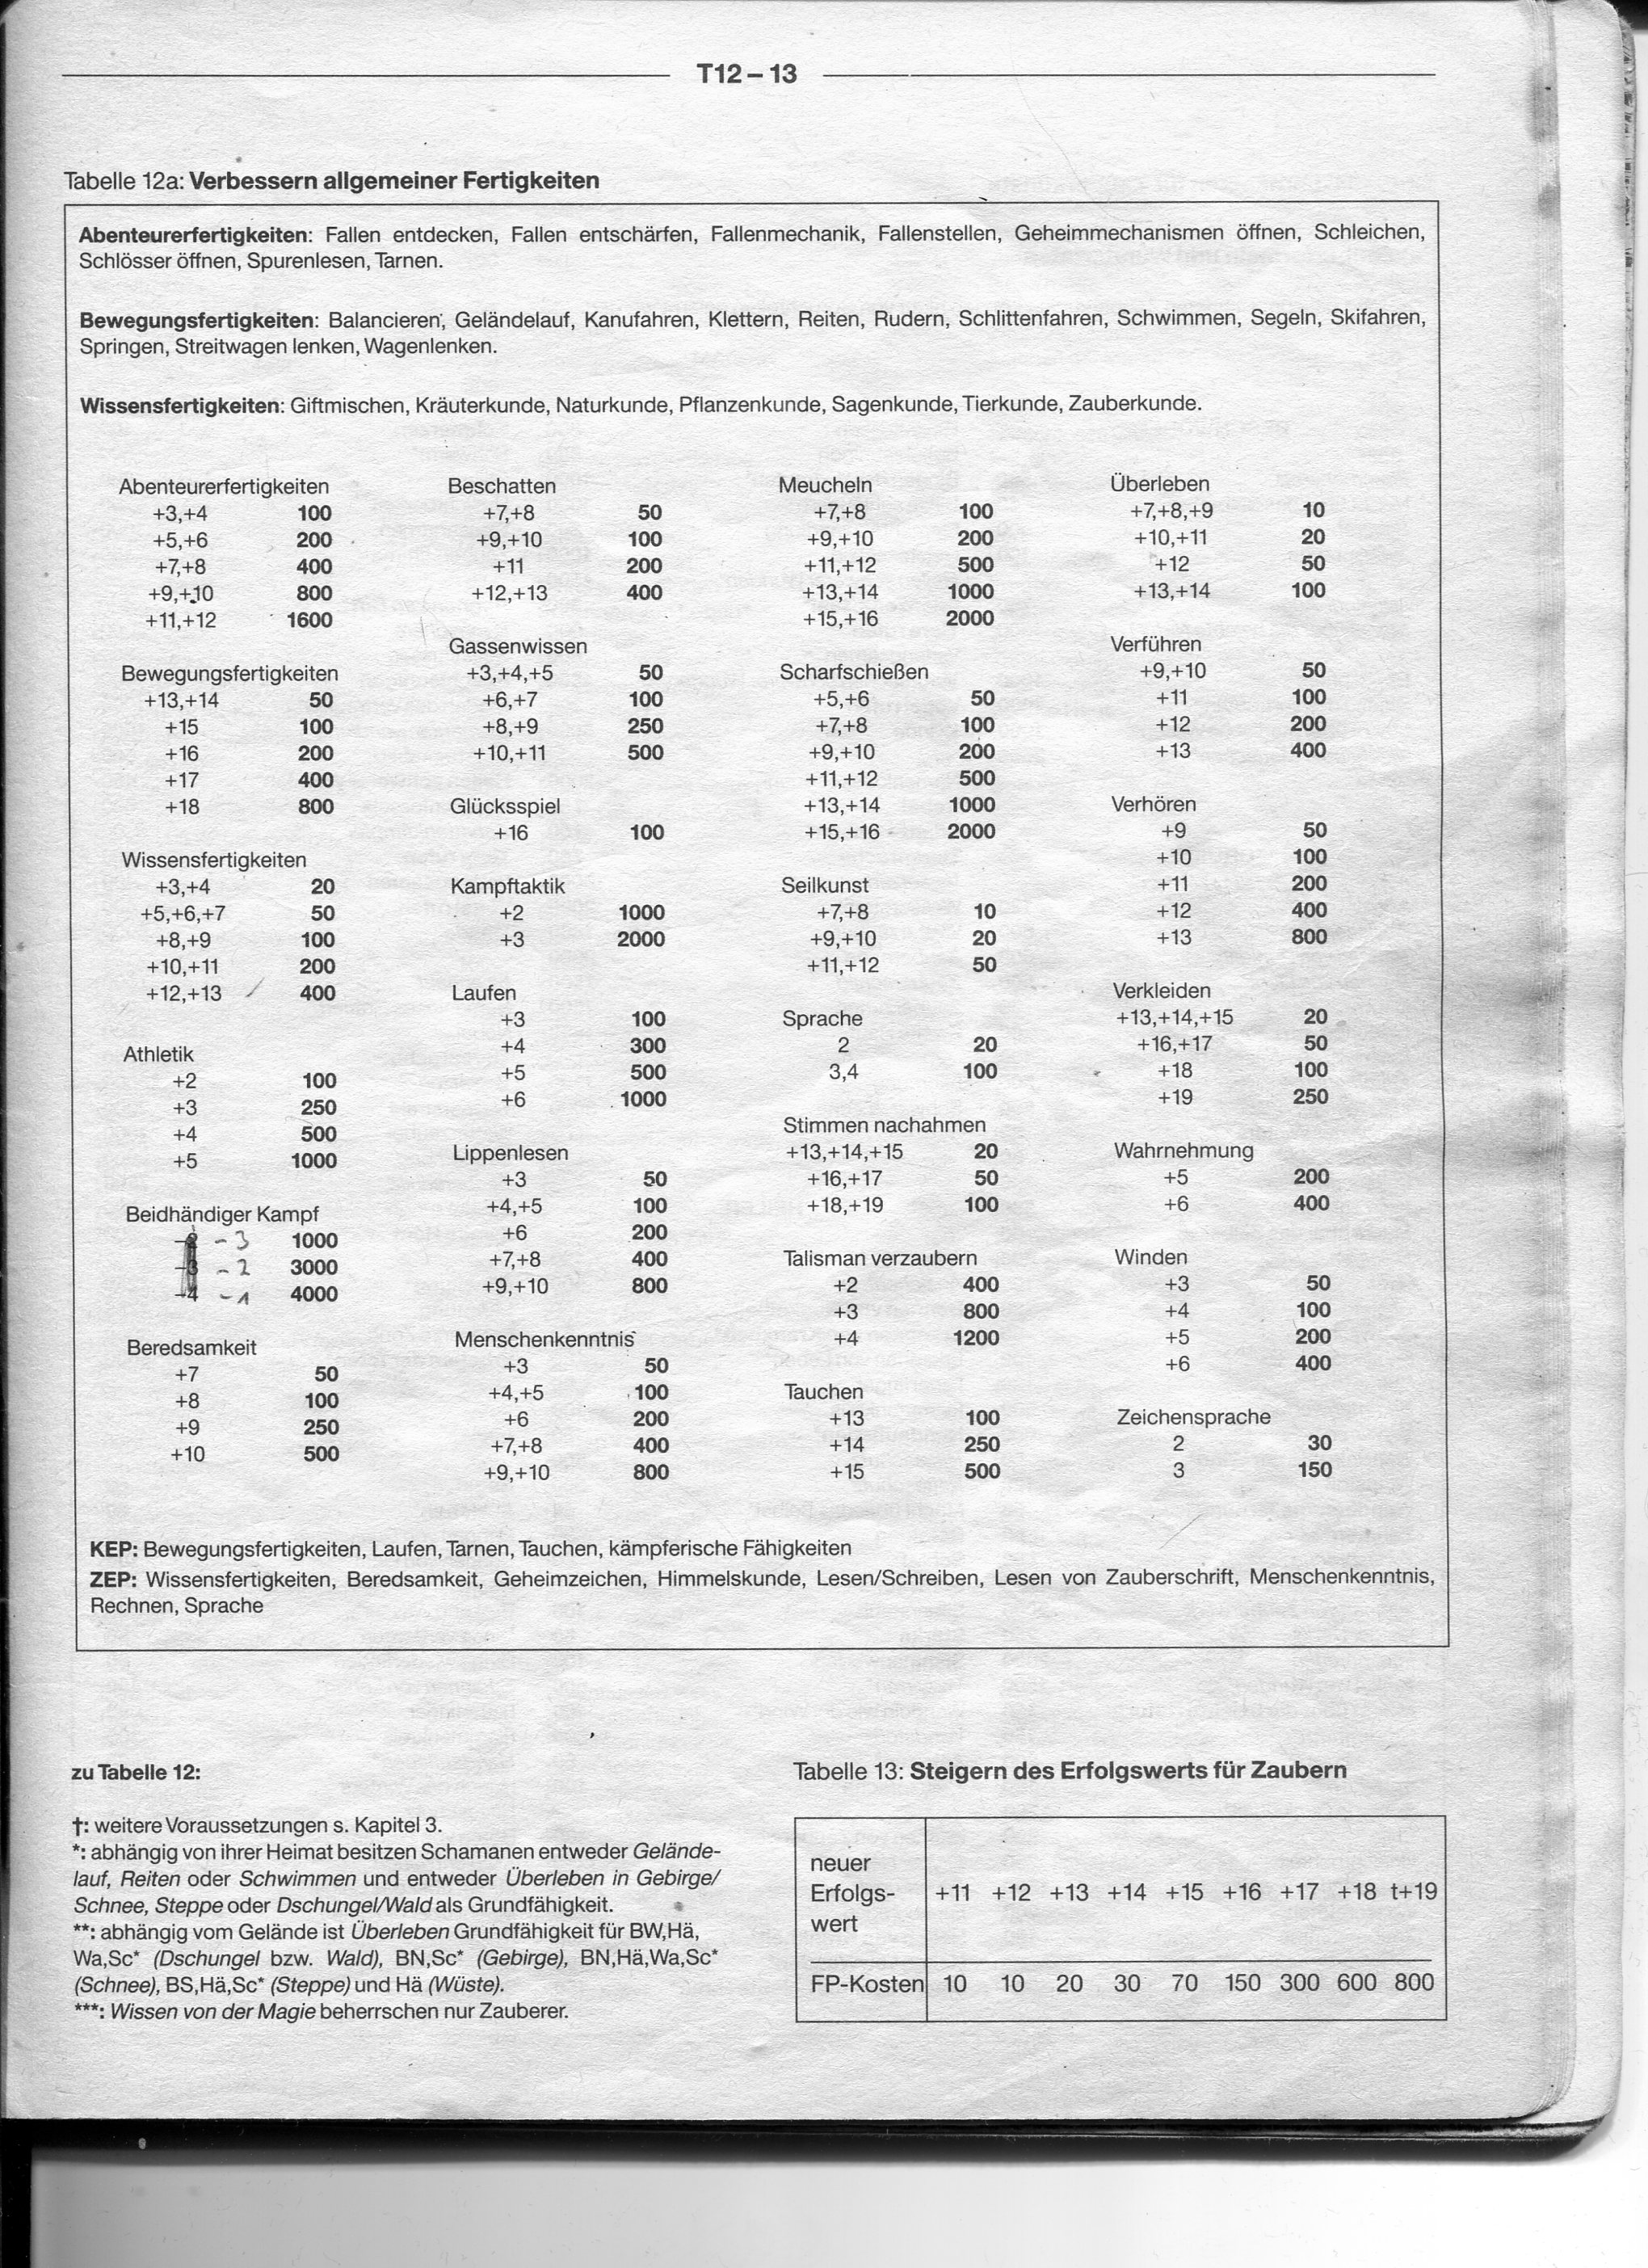 T12 – 13
Tabelle 12a: Verbessern allgemeiner Fertigkeiten
Abenteurerfertigkeiten: Fallen entdecken, Fallen entschärfen, Fallenmechanik, Fallenstellen, Geheimmechanismen öffnen, Schleichen,
Schlösser öffnen, Spurenlesen, Tarnen.
Bewegungsfertigkeiten: Balancieren, Geländelauf, Kanufahren, Klettern, Reiten, Rudern, Schlittenfahren, Schwimmen, Segeln, Skifahren,
Springen, Streitwagen lenken, Wagenlenken.
Wissensfertigkeiten: Giftmischen, Kräuterkunde, Naturkunde, Pflanzenkunde, Sagenkunde, Tierkunde, Zauberkunde.
Abenteurerfertigkeiten
+3,+4 100
+5,+6 200
+7,+8 400
+9,+10 800
+11,+12 1600
Bewegungsfertigkeiten
+13,+14 50
+15 100
+16 200
+17 400
+18 800
Wissensfertigkeiten
+3,+4 20
+5,+6,+7 50
+8,+9 100
+10,+11 200
+12,+13 400
Athletik
+2 100
+3 250
+4 500
+5 1000
Beidhändiger Kampf
-3 1000
-3 -2 3000
-4 -1 4000
Beredsamkeit
+7 50
+8 100
+9 250
+10 500
Beschatten
+7,+8 50
+9,+10 100
+11 200
+12,+13 400
Gassenwissen
+3,+4,+5 50
+6,+7 100
+8,+9 250
+10,+11 500
Glücksspiel
+16 100
Kampftaktik
+2 1000
+3 2000
Laufen
+3 100
+4 300
+5 500
+6 1000
Lippenlesen
+3 50
+4,+5 100
+6 200
+7,+8 400
+9,+10 800
Menschenkenntnis
+3 50
+4,+5 100
+6 200
+7,+8 400
+9,+10 800
Meucheln
+7,+8 100
+9,+10 200
+11,+12 500
+13,+14 1000
+15,+16 2000
Scharfschießen
+5,+6 50
+7,+8 100
+9,+10 200
+11,+12 500
+13,+14 1000
+15,+16 2000
Seilkunst
+7,+8 10
+9,+10 20
+11,+12 50
Sprache
2 20
3,4 100
Stimmen nachahmen
+13,+14,+15 20
+16,+17 50
+18,+19 100
Talisman verzaubern
+2 400
+3 800
+4 1200
Tauchen
+13 100
+14 250
+15 500
Überleben
+7,+8,+9 10
+10,+11 20
+12 50
+13,+14 100
Verführen
+9,+10 50
+11 100
+12 200
+13 400
Verhören
+9 50
+10 100
+11 200
+12 400
+13 800
Verkleiden
+13,+14,+15 20
+16,+17 50
+18 100
+19 250
Wahrnehmung
+5 200
+6 400
Winden
+3 50
+4 100
+5 200
+6 400
Zeichensprache
2 30
3 150
KEP: Bewegungsfertigkeiten, Laufen, Tarnen, Tauchen, kämpferische Fähigkeiten
ZEP: Wissensfertigkeiten, Beredsamkeit, Geheimzeichen, Himmelskunde, Lesen/Schreiben, Lesen von Zauberschrift, Menschenkenntnis,
Rechnen, Sprache
zu Tabelle 12:
†: weitere Voraussetzungen s. Kapitel 3.
*: abhängig von ihrer Heimat besitzen Schamanen entweder Gelände-
lauf, Reiten oder Schwimmen und entweder Überleben in Gebirge/
Schnee, Steppe oder Dschungel/Wald als Grundfähigkeit.
**: abhängig vom Gelände ist Überleben Grundfähigkeit für BW,Hä,
Wa,Sc* (Dschungel bzw. Wald), BN,Sc* (Gebirge), BN,Hä,Wa,Sc*
(Schnee), BS,Hä,Sc* (Steppe) und Hä (Wüste).
***: Wissen von der Magie beherrschen nur Zauberer.
Tabelle 13: Steigern des Erfolgswerts für Zaubern
neuer
Erfolgs- +11 +12 +13 +14 +15 +16 +17 +18 t+19
wert
FP-Kosten 10 10 20 30 70 150 300 600 800